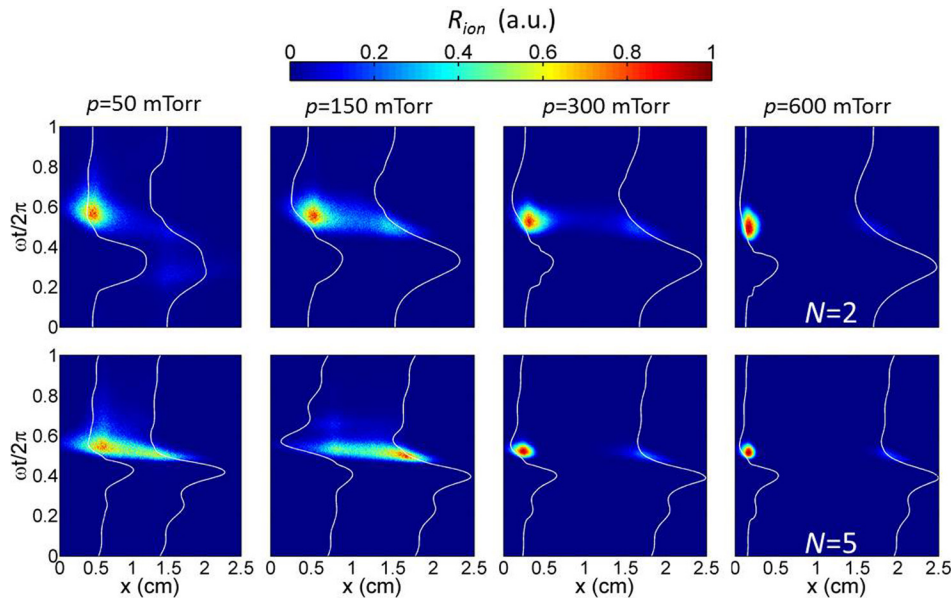 R_ion (a.u.)
0 0.2 0.4 0.6 0.8 1
p=50 mTorr p=150 mTorr p=300 mTorr p=600 mTorr
1
0.8
0.6
0.4
0.2
0
ωt/2π
N=2
1
0.8
0.6
0.4
0.2
0
ωt/2π
N=5
0 0.5 1 1.5 2 2.5 0 0.5 1 1.5 2 2.5 0 0.5 1 1.5 2 2.5 0 0.5 1 1.5 2 2.5
x (cm) x (cm) x (cm) x (cm)